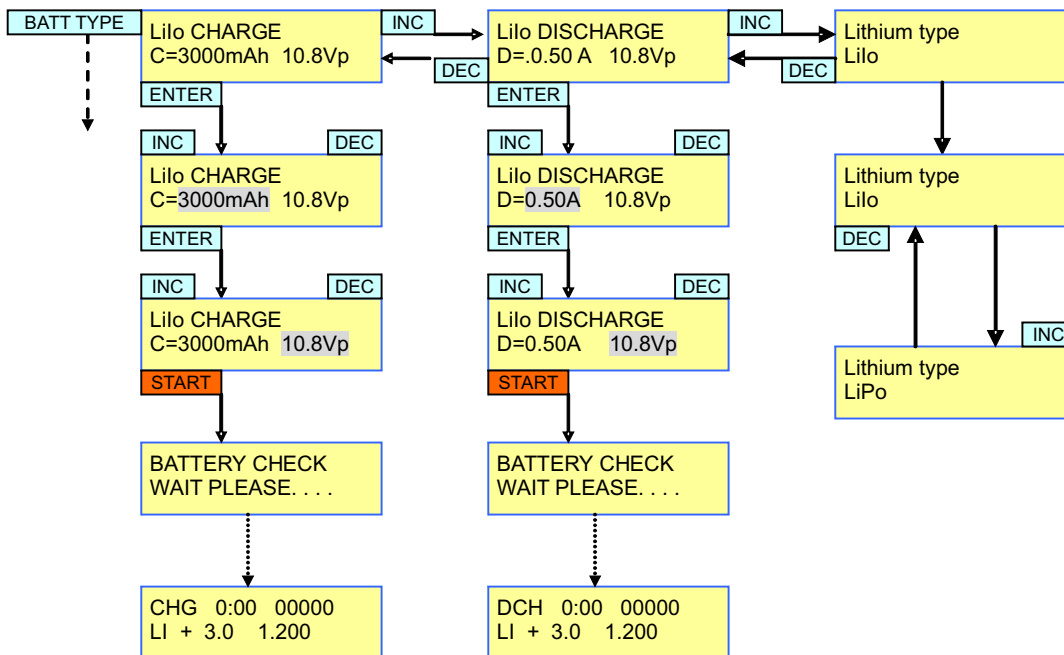 BATT TYPE
LiIo CHARGE
C=3000mAh 10.8Vp
INC
DEC
LiIo DISCHARGE
D=.0.50 A 10.8Vp
INC
DEC
Lithium type
LiIo
ENTER
ENTER
INC
DEC
LiIo CHARGE
C=3000mAh 10.8Vp
INC
DEC
LiIo DISCHARGE
D=0.50A 10.8Vp
Lithium type
LiIo
ENTER
ENTER
DEC
INC
DEC
LiIo CHARGE
C=3000mAh 10.8Vp
INC
DEC
LiIo DISCHARGE
D=0.50A 10.8Vp
INC
Lithium type
LiPo
START
START
BATTERY CHECK
WAIT PLEASE. . . .
BATTERY CHECK
WAIT PLEASE. . . .
CHG 0:00 00000
LI + 3.0 1.200
DCH 0:00 00000
LI + 3.0 1.200